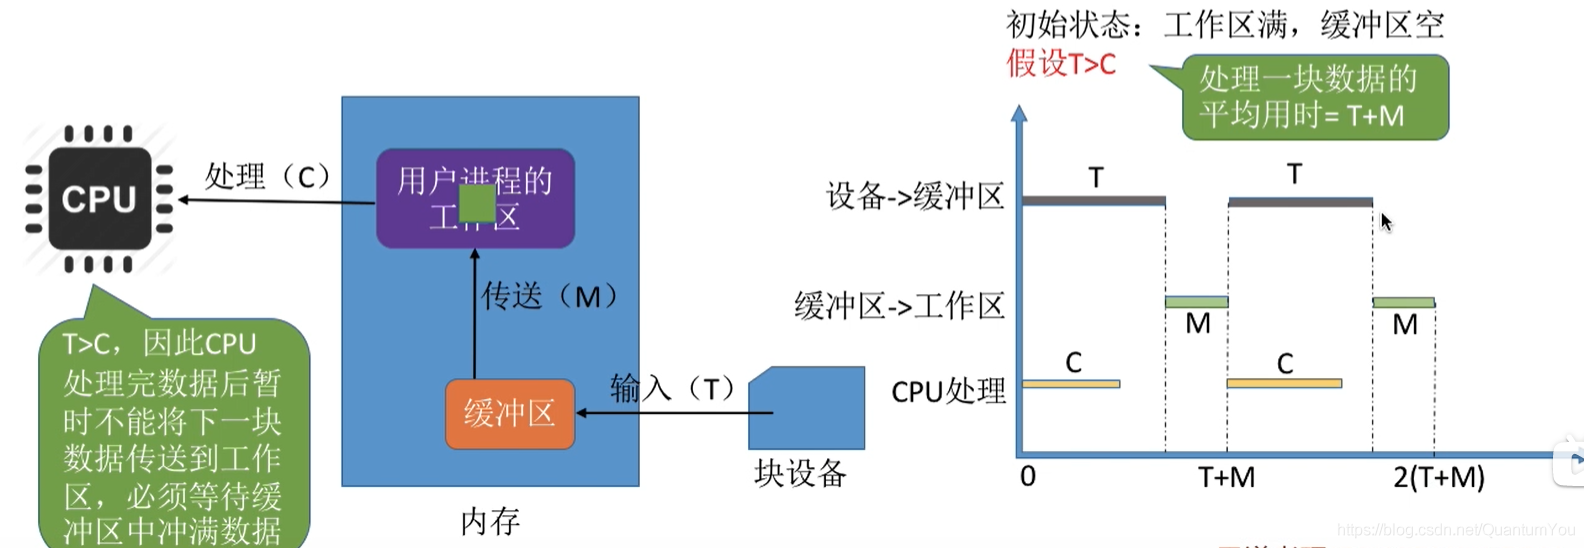 初始状态：工作区满，缓冲区空
假设T>C
处理一块数据的
平均用时= T+M
CPU
处理（C）
用户进程的
工作区
传送（M）
缓冲区
输入（T）
块设备
内存
T>C，因此CPU
处理完数据后暂
时不能将下一块
数据传送到工作
区，必须等待缓
冲区中冲满数据
设备->缓冲区
T
T
缓冲区->工作区
M
M
CPU处理
C
C
0
T+M
2(T+M)
https://blog.csdn.net/QuantumYou